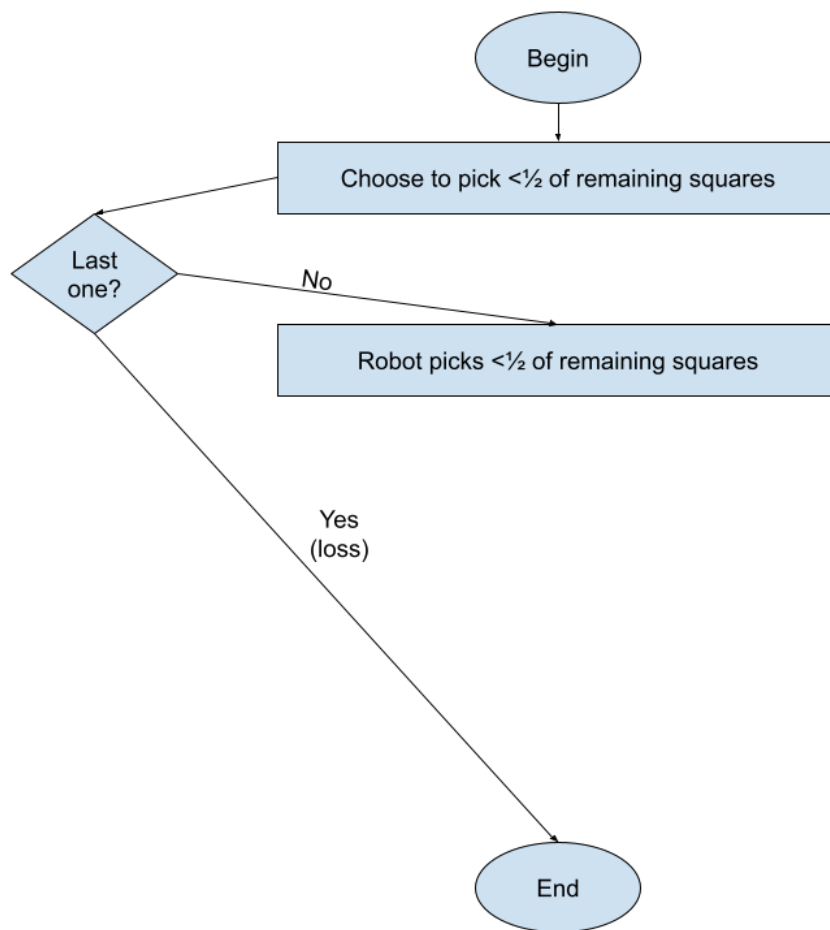 Begin
Choose to pick <½ of remaining squares
Last
one?
No
Robot picks <½ of remaining squares
Yes
(loss)
End